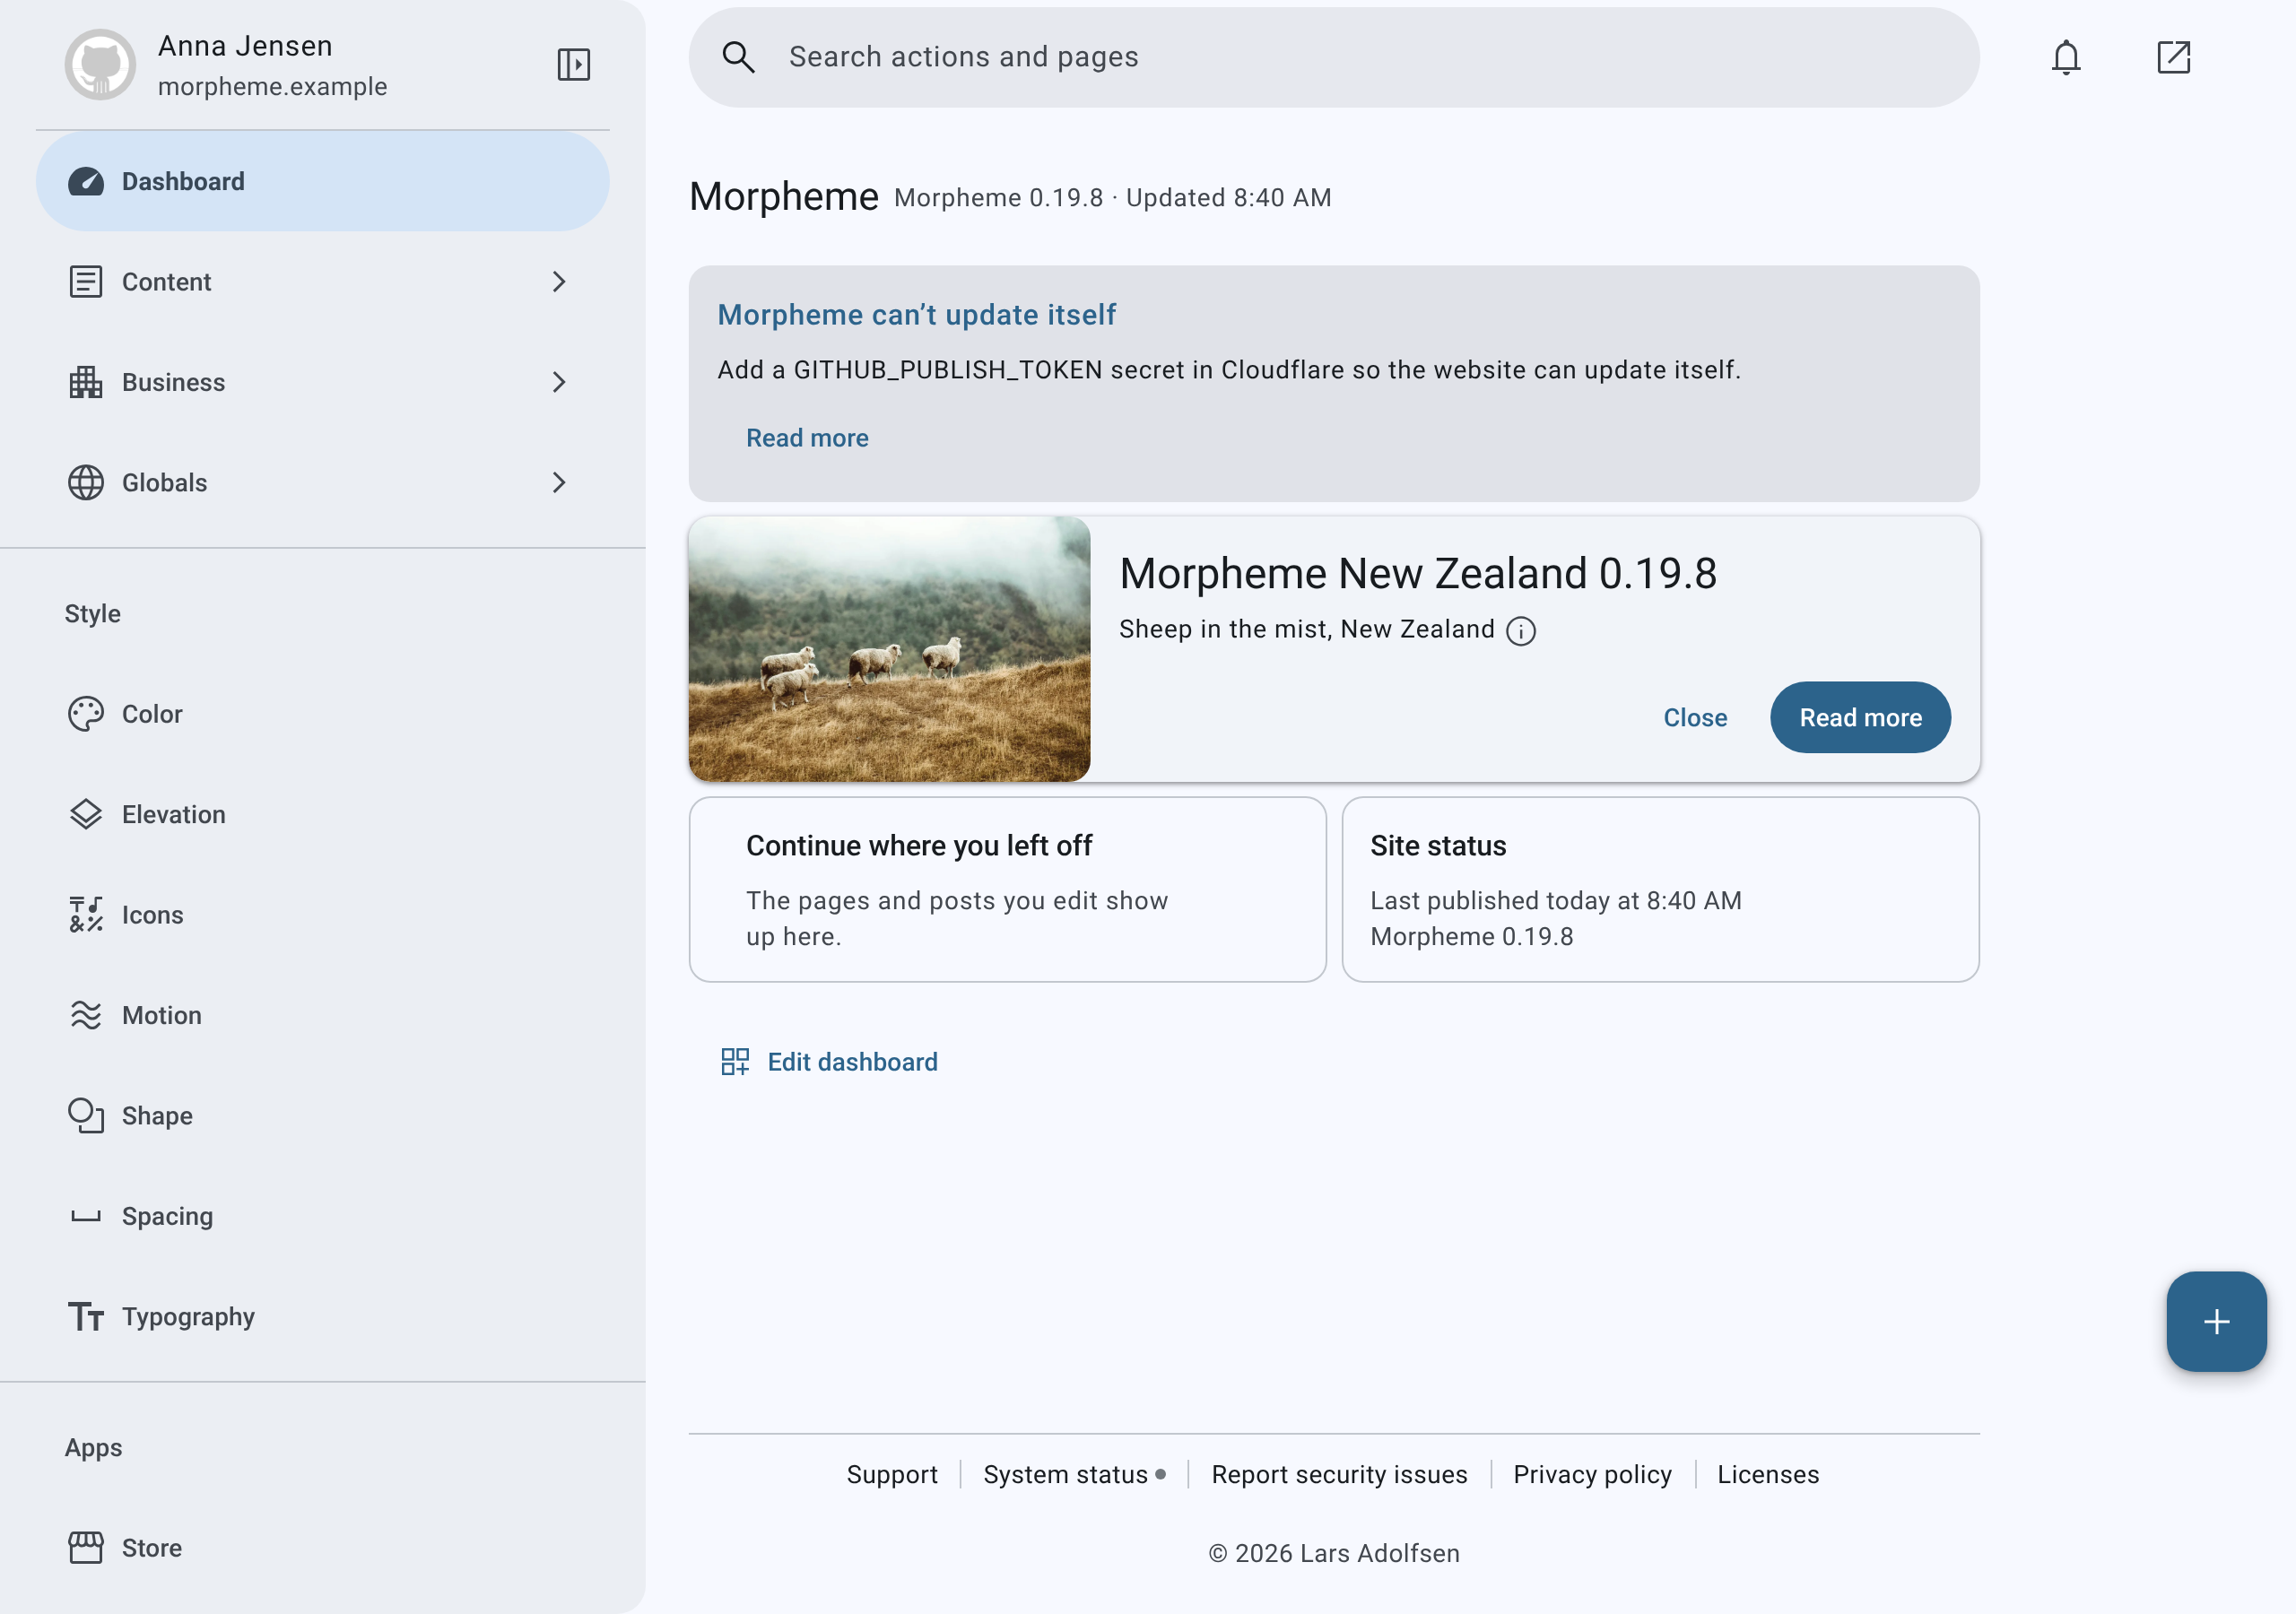 Anna Jensen
morpheme.example
Dashboard
Content
Business
Globals
Style
Color
Elevation
Icons
Motion
Shape
Spacing
Typography
Apps
Store
Search actions and pages
Morpheme Morpheme 0.19.8 · Updated 8:40 AM
Morpheme can’t update itself
Add a GITHUB_PUBLISH_TOKEN secret in Cloudflare so the website can update itself.
Read more
Morpheme New Zealand 0.19.8
Sheep in the mist, New Zealand
Close Read more
Continue where you left off
The pages and posts you edit show
up here.
Site status
Last published today at 8:40 AM
Morpheme 0.19.8
Edit dashboard
Support System status Report security issues Privacy policy Licenses
© 2026 Lars Adolfsen